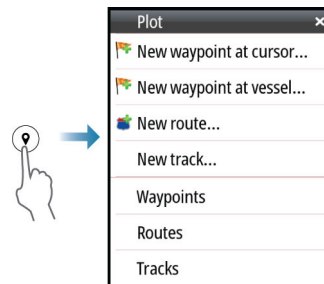 Plot
New waypoint at cursor...
New waypoint at vessel...
New route...
New track...
Waypoints
Routes
Tracks